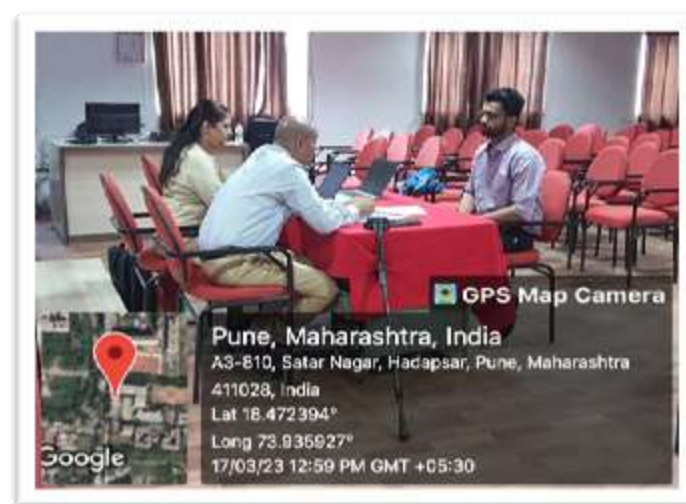 GPS Map Camera
Pune, Maharashtra, India
A3-810, Satar Nagar, Hadapsar, Pune, Maharashtra
411028, India
Lat 18.472394°
Long 73.935927°
17/03/23 12:59 PM GMT +05:30
Google